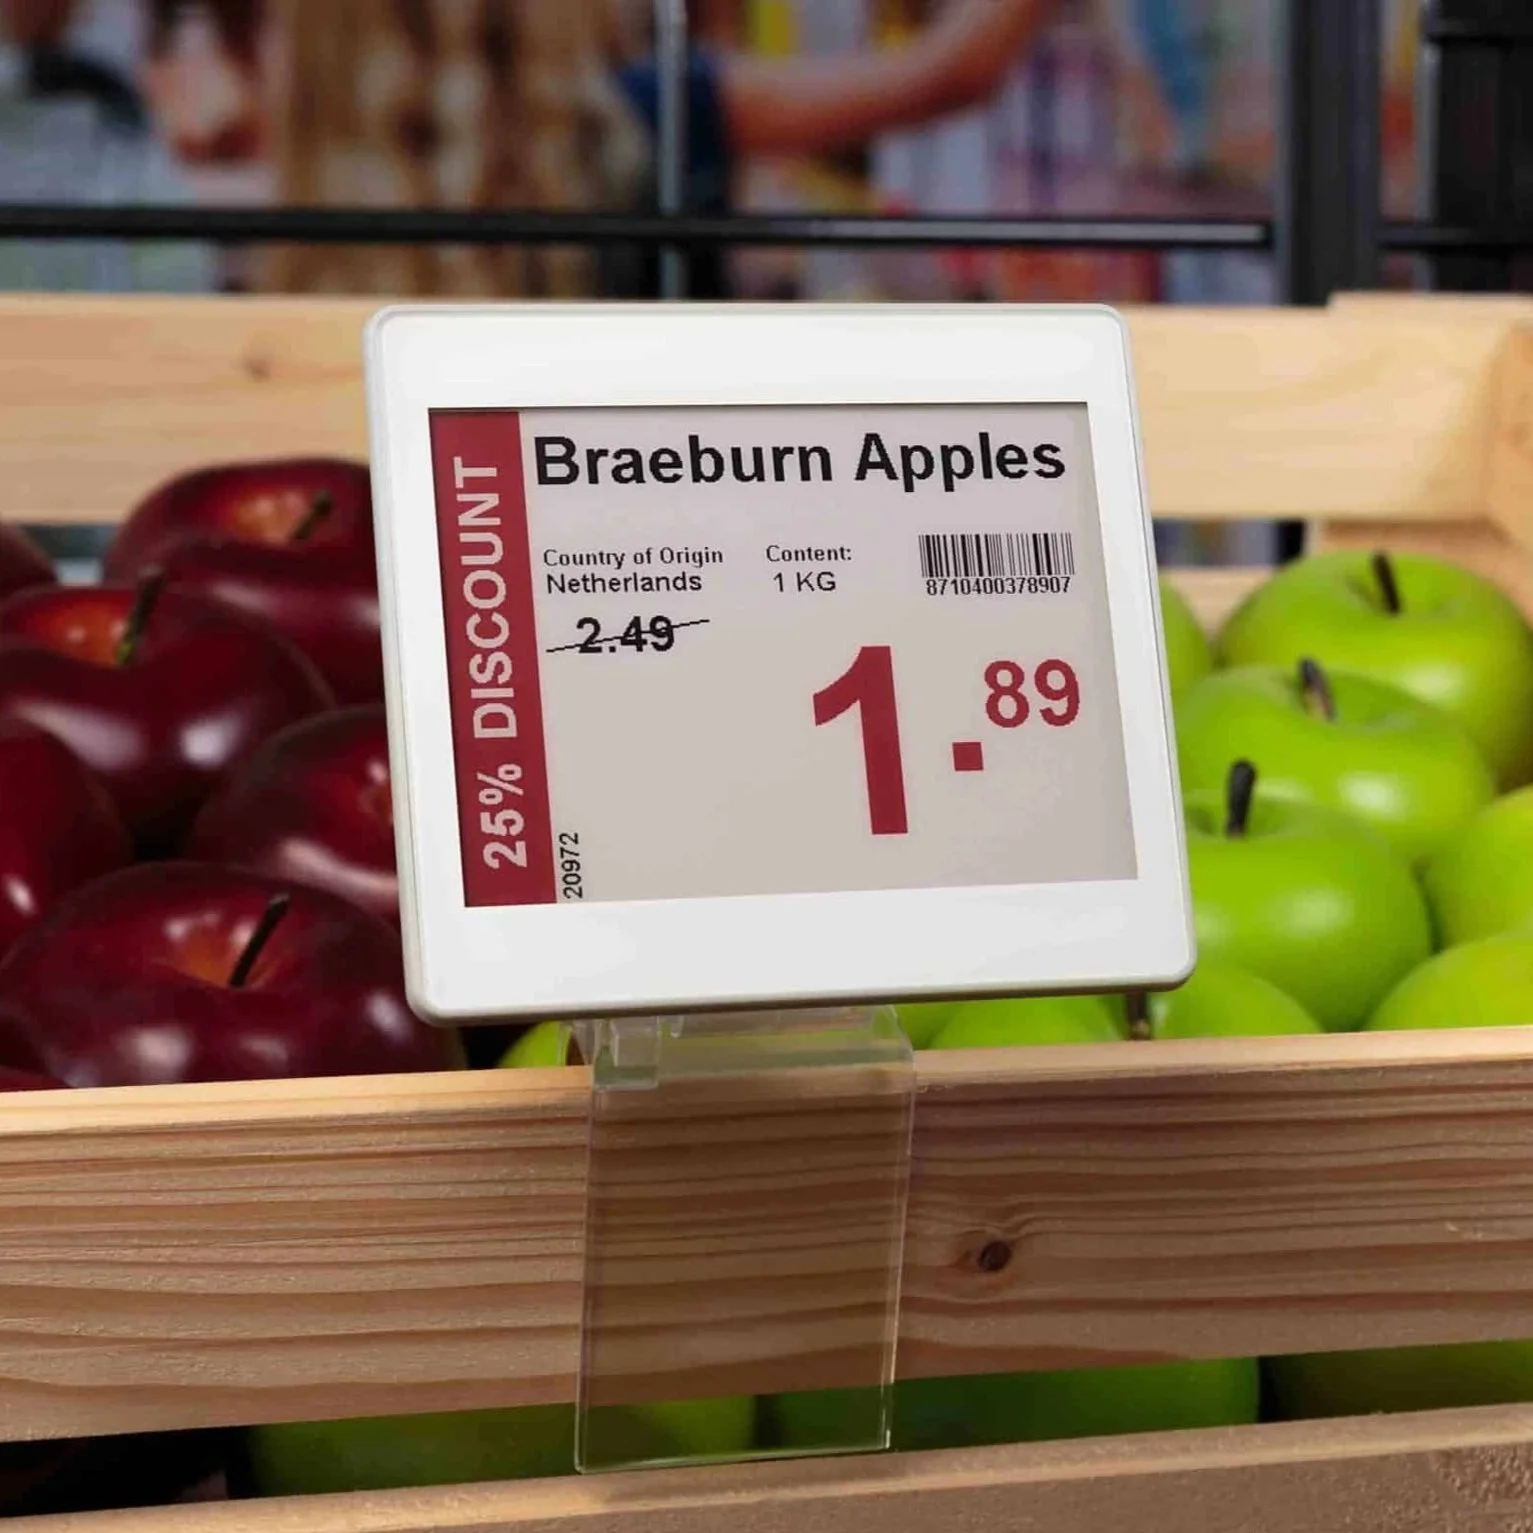 25% DISCOUNT
Braeburn Apples
Country of Origin
Netherlands
Content:
1 KG
8710400378907
2.49
1.89
20972